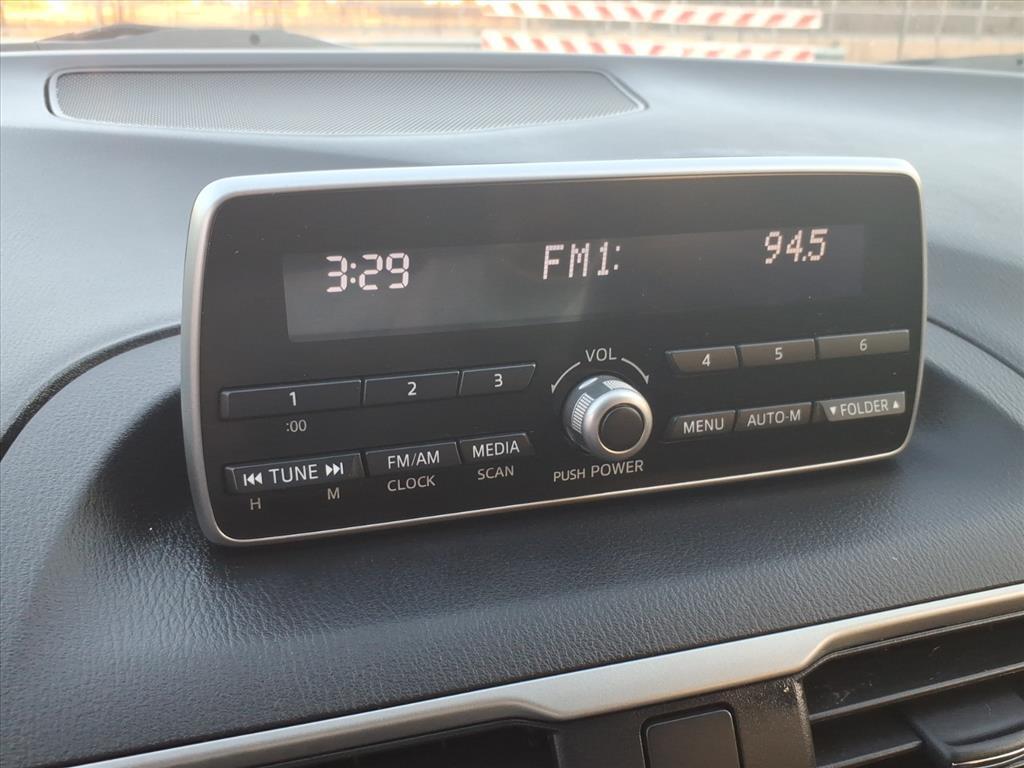 3:29 FM1: 94.5
VOL
1 2 3 4 5 6
:00
⏮ TUNE ⏭ FM/AM MEDIA MENU AUTO-M ▼ FOLDER ▲
H M CLOCK SCAN PUSH POWER